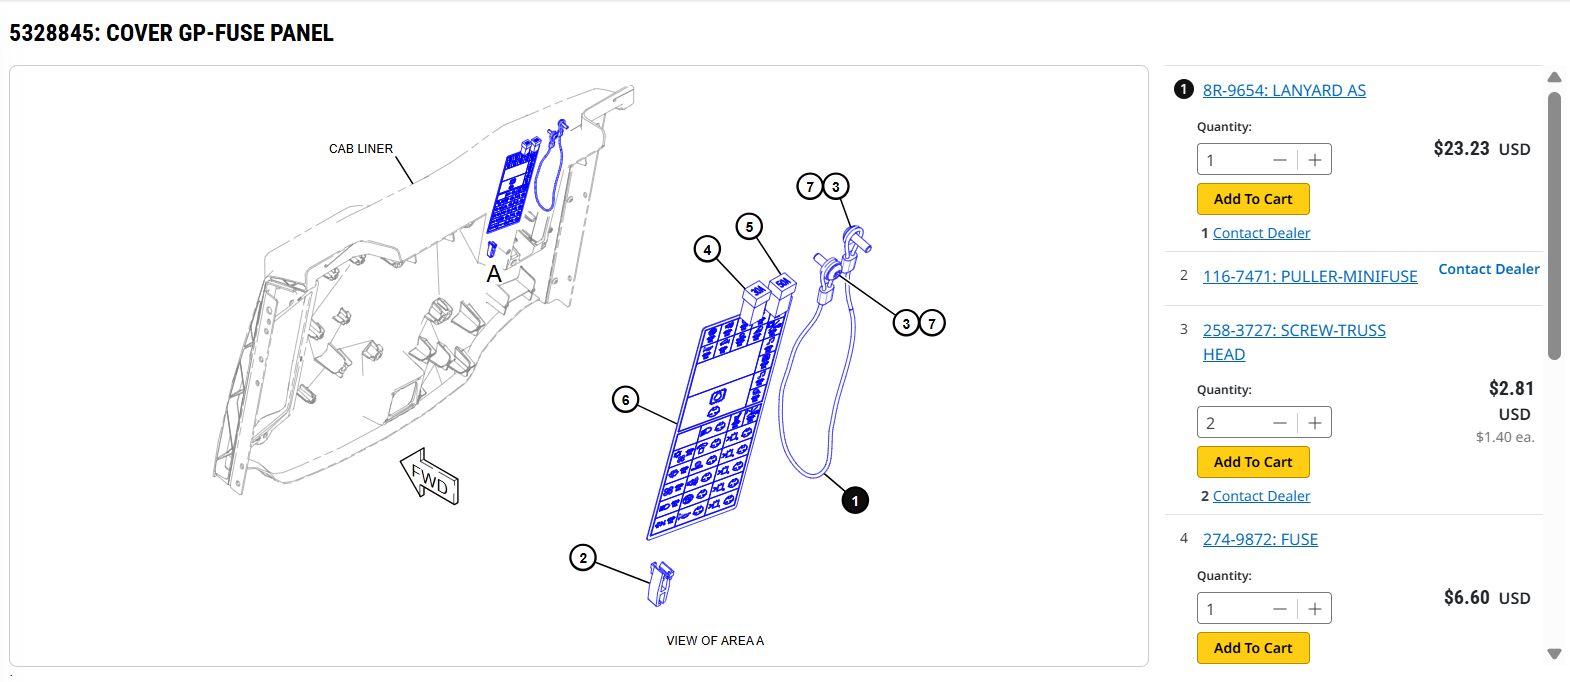 5328845: COVER GP-FUSE PANEL
CAB LINER
A
FWD
7 3
5
4
30A
3 7
6
1
2
VIEW OF AREA A
1 8R-9654: LANYARD AS
Quantity:
1
$23.23 USD
Add To Cart
1 Contact Dealer
2 116-7471: PULLER-MINIFUSE Contact Dealer
3 258-3727: SCREW-TRUSS
HEAD
Quantity:
2
$2.81
USD
$1.40 ea.
Add To Cart
2 Contact Dealer
4 274-9872: FUSE
Quantity:
1
$6.60 USD
Add To Cart